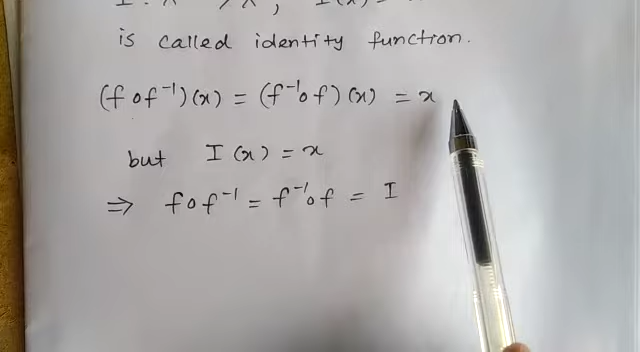 is called identity function.
(f o f⁻¹)(x) = (f⁻¹o f)(x) = x
but I(x) = x
⇒ f o f⁻¹ = f⁻¹o f = I